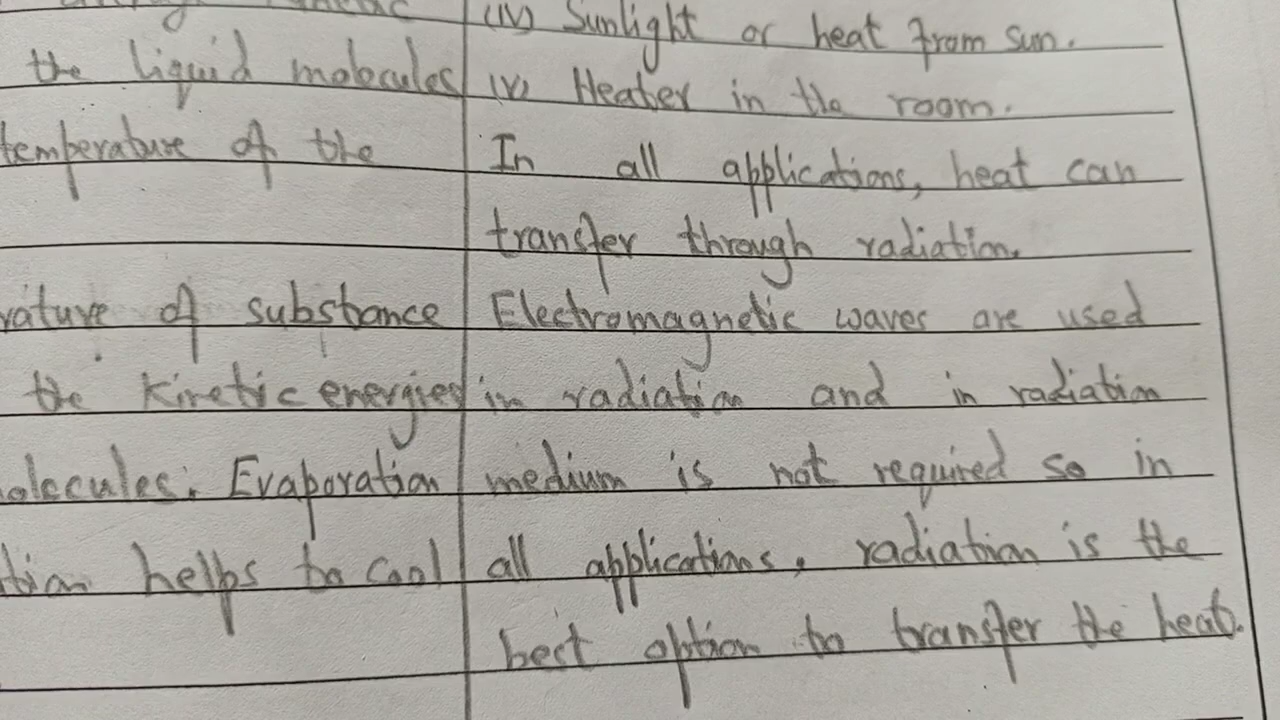 the liquid molecules
temperature of the
rature of substance
the Kinetic energies
olecules. Evaporation
tion helps to cool
(iv) Sunlight or heat from sun.
(v) Heater in the room.
In all applications, heat can
transfer through radiation.
Electromagnetic waves are used
in radiation and in radiation
medium is not required so in
all applications, radiation is the
best option to transfer the heat.